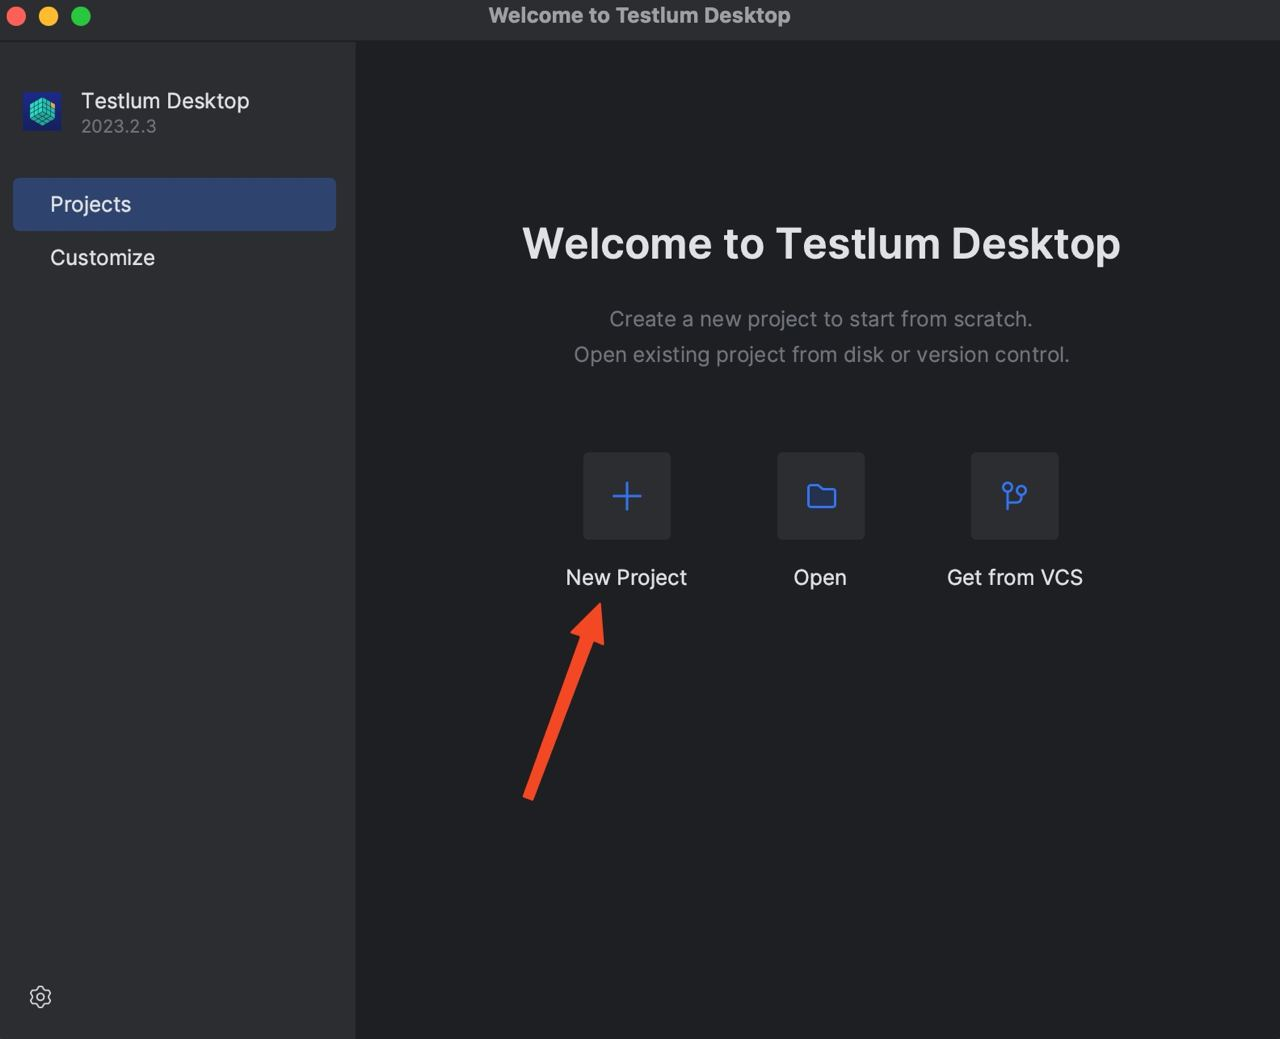 Welcome to Testlum Desktop
Testlum Desktop
2023.2.3
Projects
Customize
Welcome to Testlum Desktop
Create a new project to start from scratch.
Open existing project from disk or version control.
New Project
Open
Get from VCS